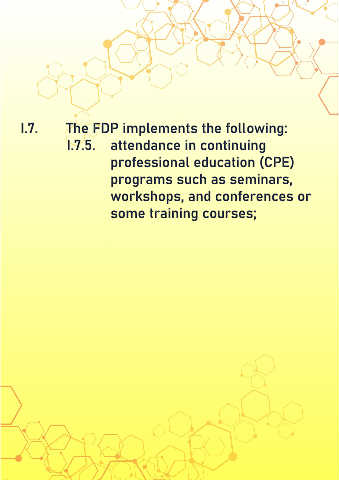 I.7. The FDP implements the following:
I.7.5. attendance in continuing
professional education (CPE)
programs such as seminars,
workshops, and conferences or
some training courses;